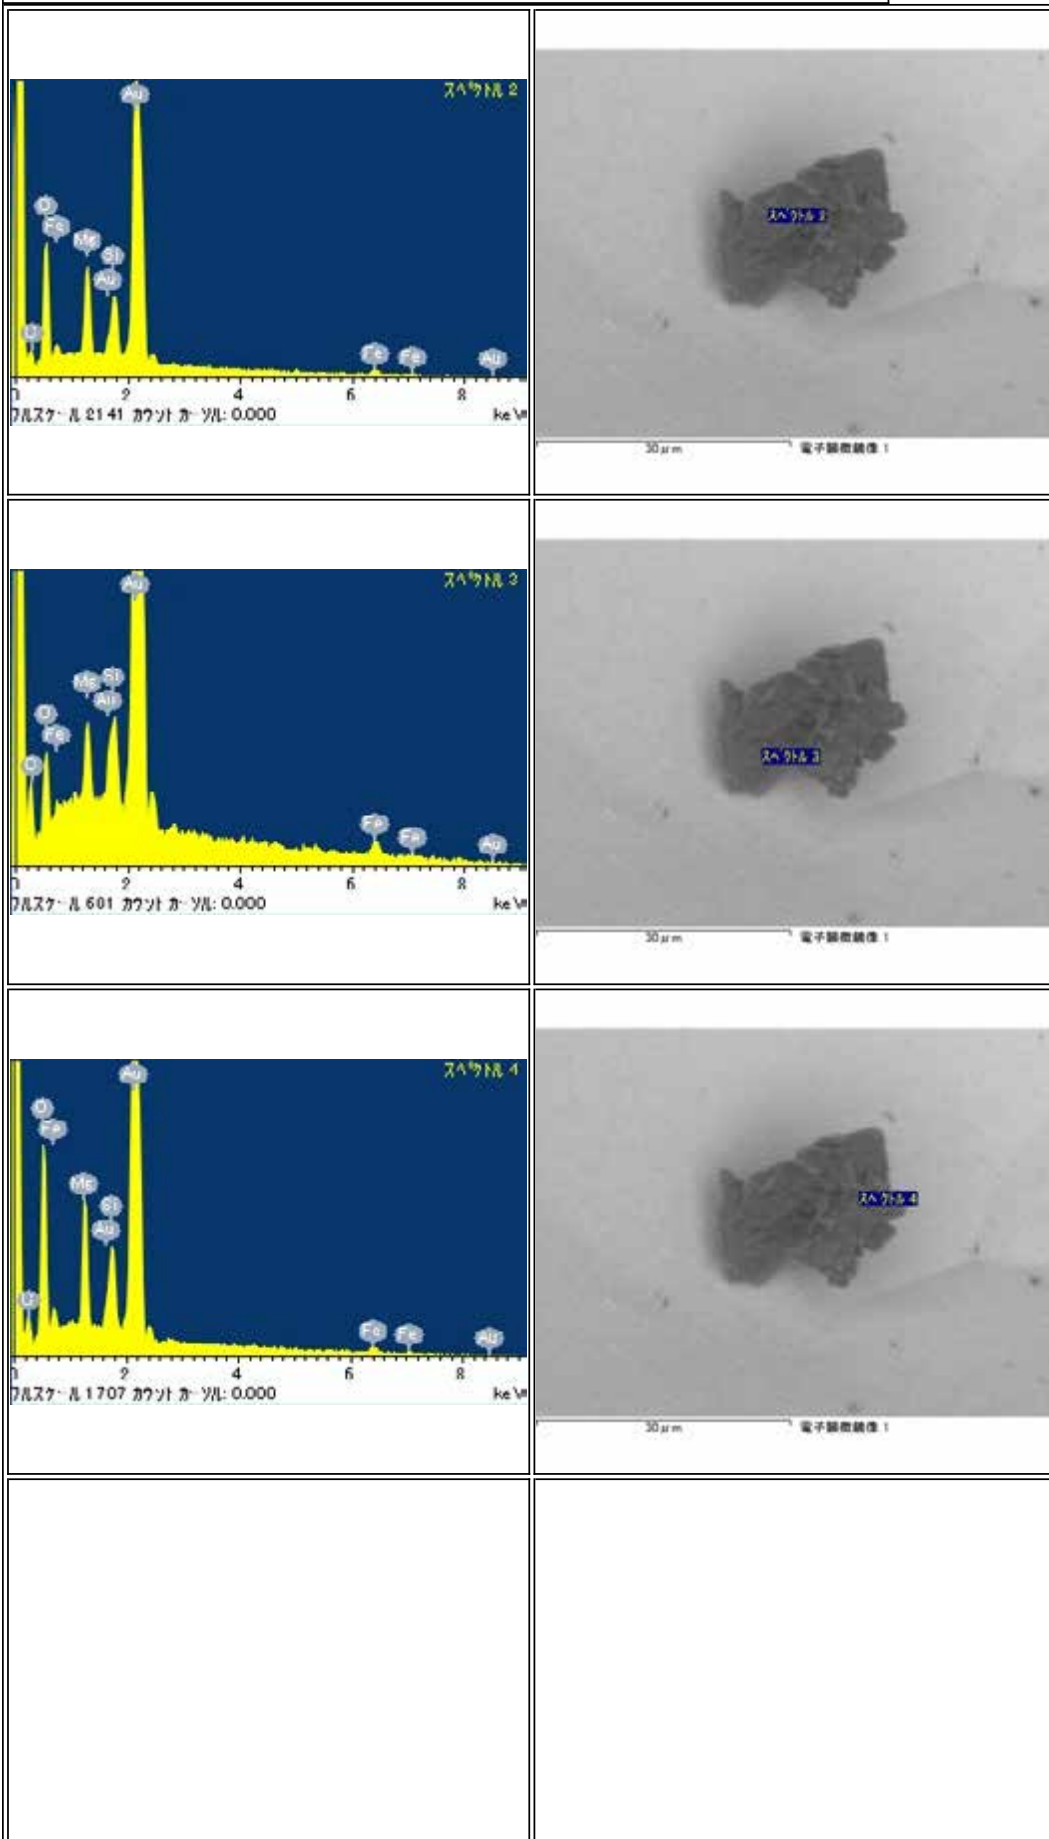 スペクトル 2
Au
O
Fe
Mg
Si
Au
Fe
Fe
Au
0
2
4
6
8
フルスケール 2141 カウント カーソル: 0.000
keV
スペクトル 2
30μm
電子顕微鏡像 1
スペクトル 3
Au
Mg
Si
Au
O
Fe
Fe
Fe
Au
0
2
4
6
8
フルスケール 601 カウント カーソル: 0.000
keV
スペクトル 3
30μm
電子顕微鏡像 1
スペクトル 4
Au
O
Fe
Mg
Si
Au
Fe
Fe
Au
0
2
4
6
8
フルスケール 1707 カウント カーソル: 0.000
keV
スペクトル 4
30μm
電子顕微鏡像 1